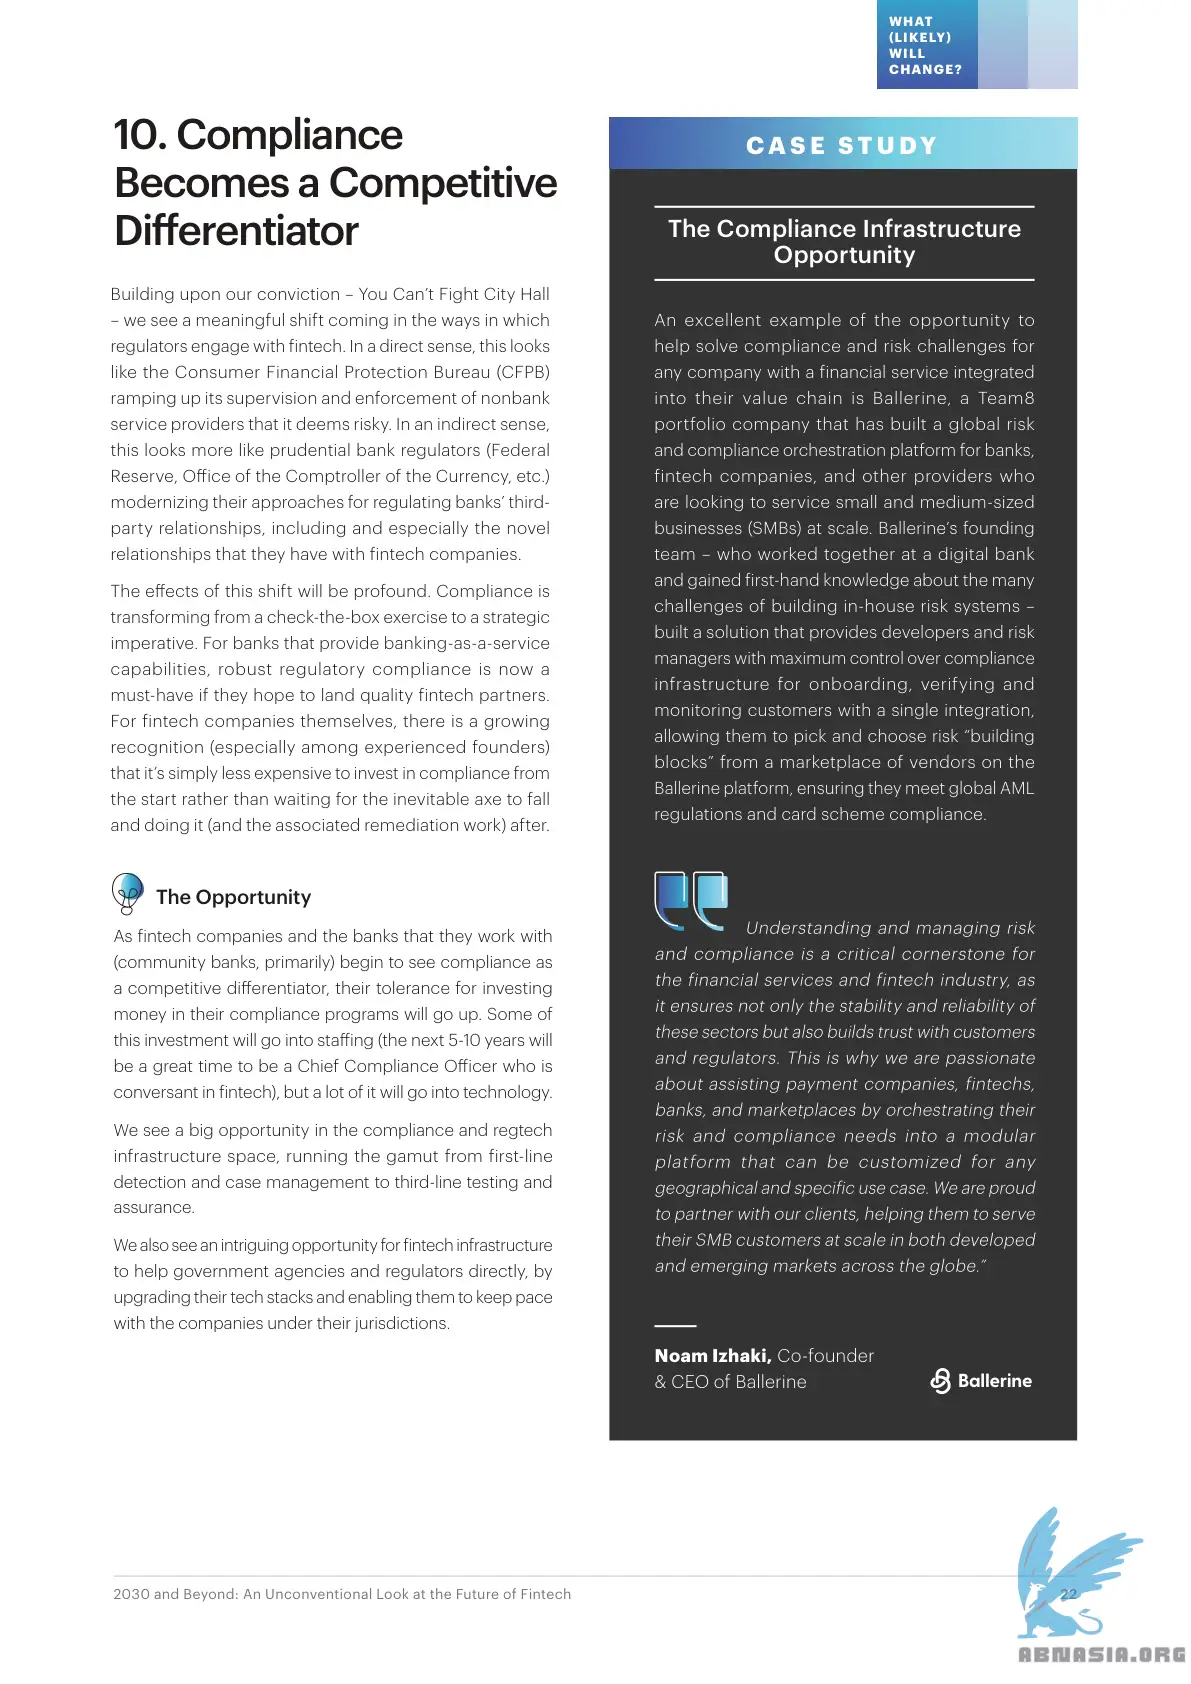 WHAT
(LIKELY)
WILL
CHANGE?
10. Compliance
Becomes a Competitive
Differentiator
Building upon our conviction – You Can’t Fight City Hall
– we see a meaningful shift coming in the ways in which
regulators engage with fintech. In a direct sense, this looks
like the Consumer Financial Protection Bureau (CFPB)
ramping up its supervision and enforcement of nonbank
service providers that it deems risky. In an indirect sense,
this looks more like prudential bank regulators (Federal
Reserve, Office of the Comptroller of the Currency, etc.)
modernizing their approaches for regulating banks’ third-
party relationships, including and especially the novel
relationships that they have with fintech companies.
The effects of this shift will be profound. Compliance is
transforming from a check-the-box exercise to a strategic
imperative. For banks that provide banking-as-a-service
capabilities, robust regulatory compliance is now a
must-have if they hope to land quality fintech partners.
For fintech companies themselves, there is a growing
recognition (especially among experienced founders)
that it’s simply less expensive to invest in compliance from
the start rather than waiting for the inevitable axe to fall
and doing it (and the associated remediation work) after.
The Opportunity
As fintech companies and the banks that they work with
(community banks, primarily) begin to see compliance as
a competitive differentiator, their tolerance for investing
money in their compliance programs will go up. Some of
this investment will go into staffing (the next 5-10 years will
be a great time to be a Chief Compliance Officer who is
conversant in fintech), but a lot of it will go into technology.
We see a big opportunity in the compliance and regtech
infrastructure space, running the gamut from first-line
detection and case management to third-line testing and
assurance.
We also see an intriguing opportunity for fintech infrastructure
to help government agencies and regulators directly, by
upgrading their tech stacks and enabling them to keep pace
with the companies under their jurisdictions.
CASE STUDY
The Compliance Infrastructure
Opportunity
An excellent example of the opportunity to
help solve compliance and risk challenges for
any company with a financial service integrated
into their value chain is Ballerine, a Team8
portfolio company that has built a global risk
and compliance orchestration platform for banks,
fintech companies, and other providers who
are looking to service small and medium-sized
businesses (SMBs) at scale. Ballerine’s founding
team – who worked together at a digital bank
and gained first-hand knowledge about the many
challenges of building in-house risk systems –
built a solution that provides developers and risk
managers with maximum control over compliance
infrastructure for onboarding, verifying and
monitoring customers with a single integration,
allowing them to pick and choose risk “building
blocks” from a marketplace of vendors on the
Ballerine platform, ensuring they meet global AML
regulations and card scheme compliance.
Understanding and managing risk
and compliance is a critical cornerstone for
the financial services and fintech industry, as
it ensures not only the stability and reliability of
these sectors but also builds trust with customers
and regulators. This is why we are passionate
about assisting payment companies, fintechs,
banks, and marketplaces by orchestrating their
risk and compliance needs into a modular
platform that can be customized for any
geographical and specific use case. We are proud
to partner with our clients, helping them to serve
their SMB customers at scale in both developed
and emerging markets across the globe.”
Noam Izhaki, Co-founder
& CEO of Ballerine
Ballerine
2030 and Beyond: An Unconventional Look at the Future of Fintech
22
ABNASIA.ORG